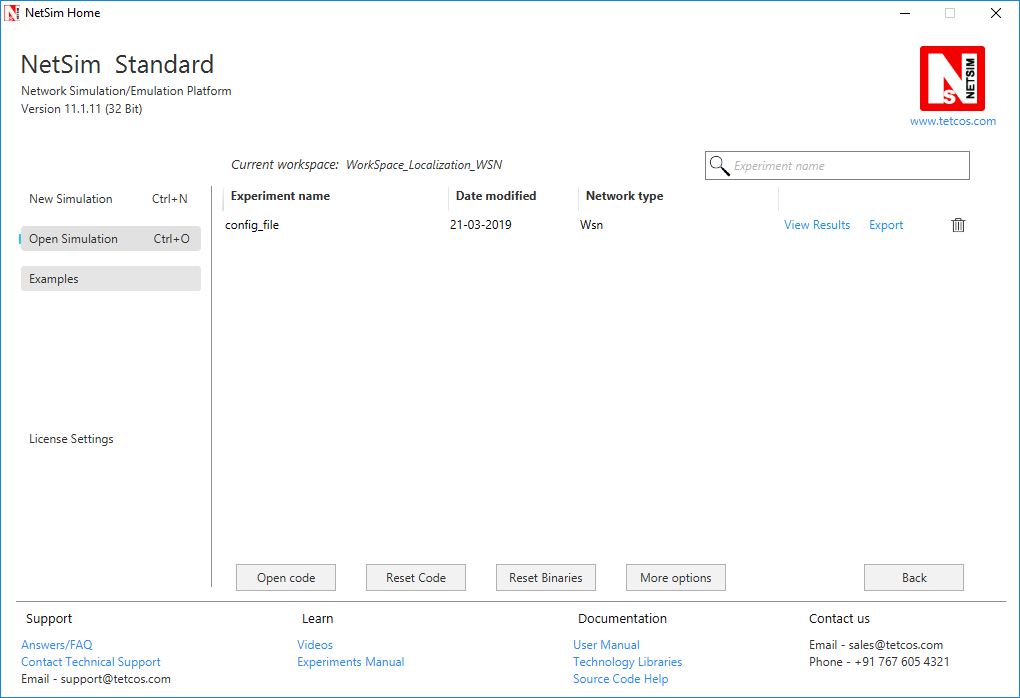 NetSim Home
NetSim Standard
Network Simulation/Emulation Platform
Version 11.1.11 (32 Bit)
NS NETSIM
www.tetcos.com
Current workspace: WorkSpace_Localization_WSN
Experiment name
New Simulation Ctrl+N
Open Simulation Ctrl+O
Examples
License Settings
Experiment name Date modified Network type
config_file 21-03-2019 Wsn View Results Export
Open code Reset Code Reset Binaries More options Back
Support
Answers/FAQ
Contact Technical Support
Email - support@tetcos.com
Learn
Videos
Experiments Manual
Documentation
User Manual
Technology Libraries
Source Code Help
Contact us
Email - sales@tetcos.com
Phone - +91 767 605 4321